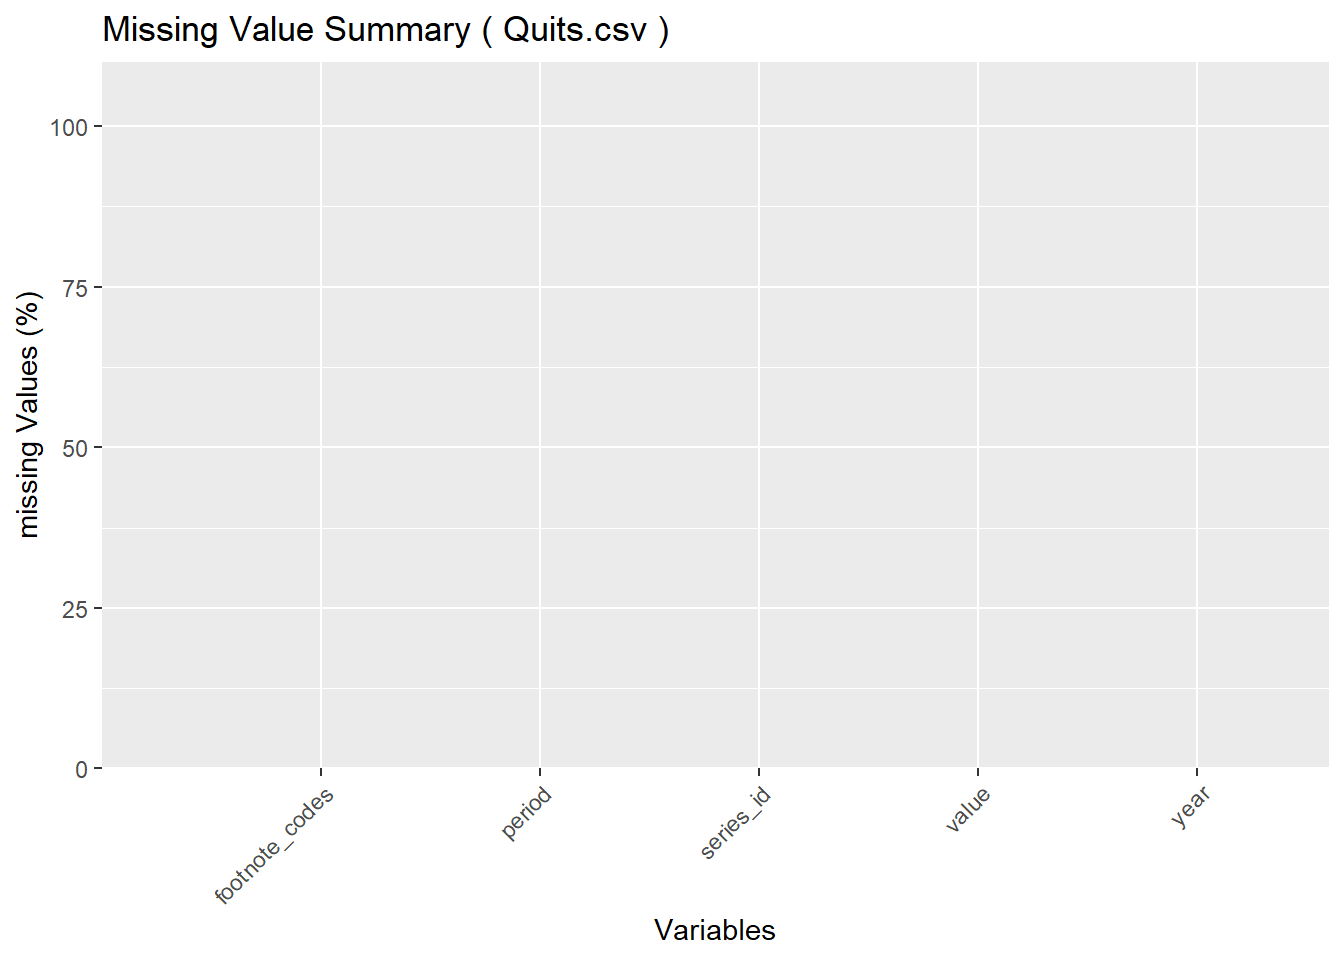 Missing Value Summary ( Quits.csv )
missing Values (%)
100
75
50
25
0
footnote_codes
period
series_id
value
year
Variables